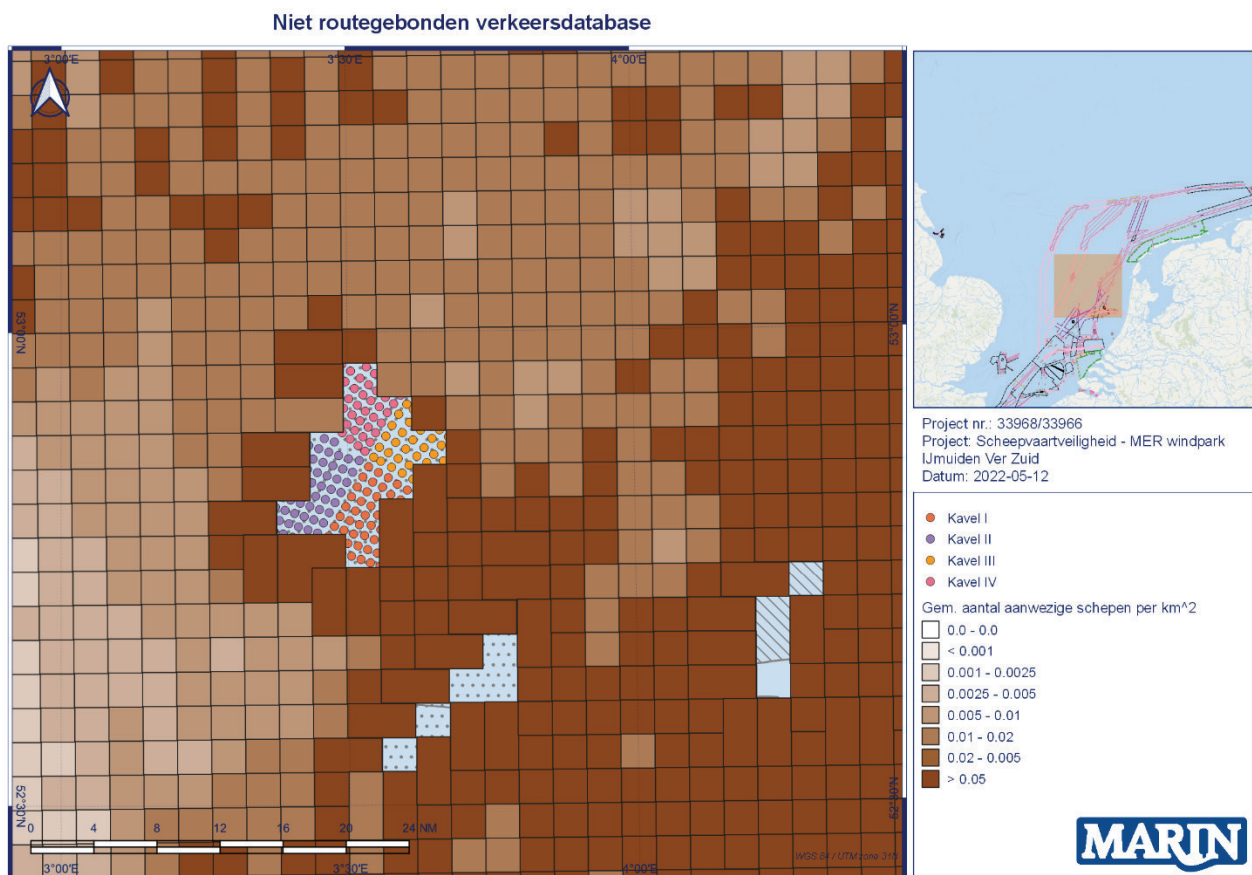 Niet routegebonden verkeersdatabase
3°00'E
3°30'E
4°00'E
53°00'N
53°00'N
52°30'N
52°30'N
0 4 8 12 16 20 24 NM
3°00'E
3°30'E
4°00'E
WGS 84 / UTM zone 31N
Project nr.: 33968/33966
Project: Scheepvaartveiligheid - MER windpark
IJmuiden Ver Zuid
Datum: 2022-05-12
Kavel I
Kavel II
Kavel III
Kavel IV
Gem. aantal aanwezige schepen per km^2
0.0 - 0.0
< 0.001
0.001 - 0.0025
0.0025 - 0.005
0.005 - 0.01
0.01 - 0.02
0.02 - 0.005
> 0.05
MARIN